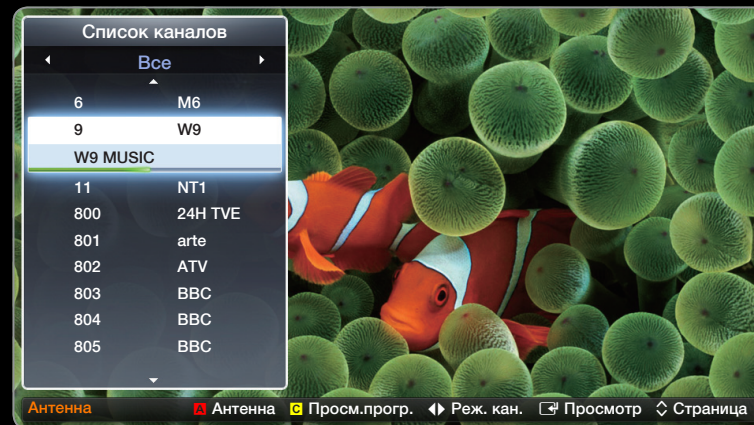 Список каналов
Все
6 M6
9 W9
W9 MUSIC
11 NT1
800 24H TVE
801 arte
802 ATV
803 BBC
804 BBC
805 BBC
Антенна A Антенна C Просм.прогр. Реж. кан. Просмотр Страница